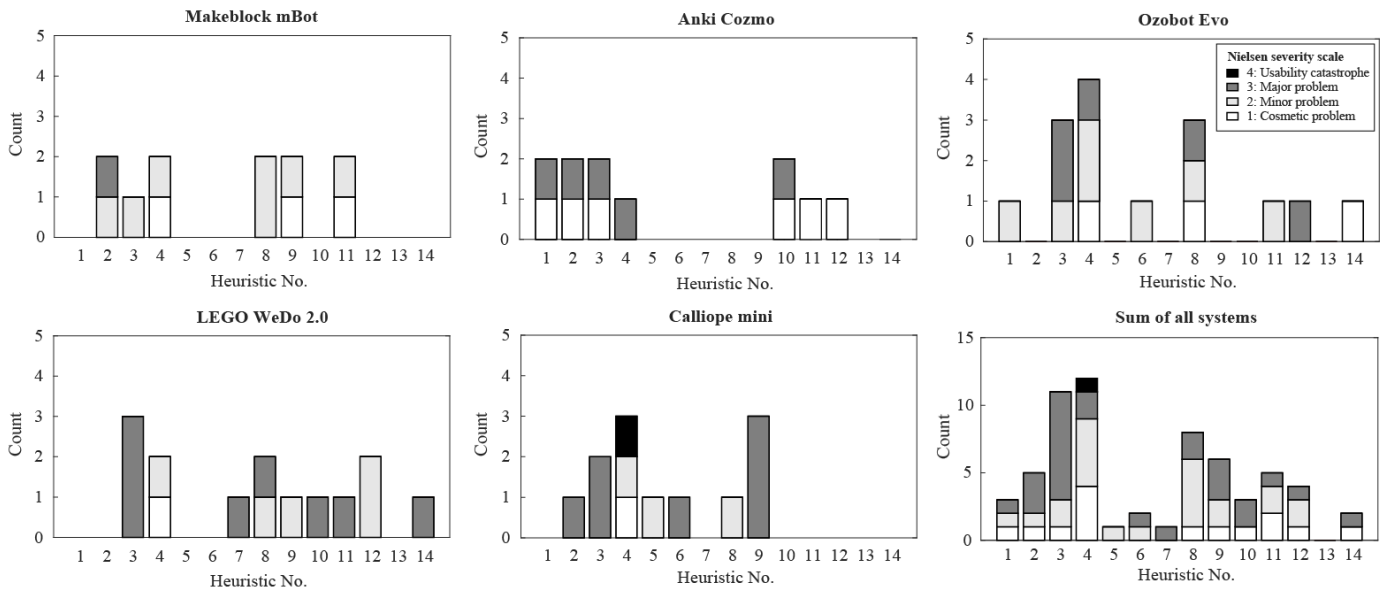 Makeblock mBot
5
4
3
2
1
0
Count
1 2 3 4 5 6 7 8 9 10 11 12 13 14
Heuristic No.
Anki Cozmo
5
4
3
2
1
0
Count
1 2 3 4 5 6 7 8 9 10 11 12 13 14
Heuristic No.
Ozobot Evo
5
4
3
2
1
0
Count
Nielsen severity scale
4: Usability catastrophe
3: Major problem
2: Minor problem
1: Cosmetic problem
1 2 3 4 5 6 7 8 9 10 11 12 13 14
Heuristic No.
LEGO WeDo 2.0
5
4
3
2
1
0
Count
1 2 3 4 5 6 7 8 9 10 11 12 13 14
Heuristic No.
Calliope mini
5
4
3
2
1
0
Count
1 2 3 4 5 6 7 8 9 10 11 12 13 14
Heuristic No.
Sum of all systems
15
10
5
0
Count
1 2 3 4 5 6 7 8 9 10 11 12 13 14
Heuristic No.